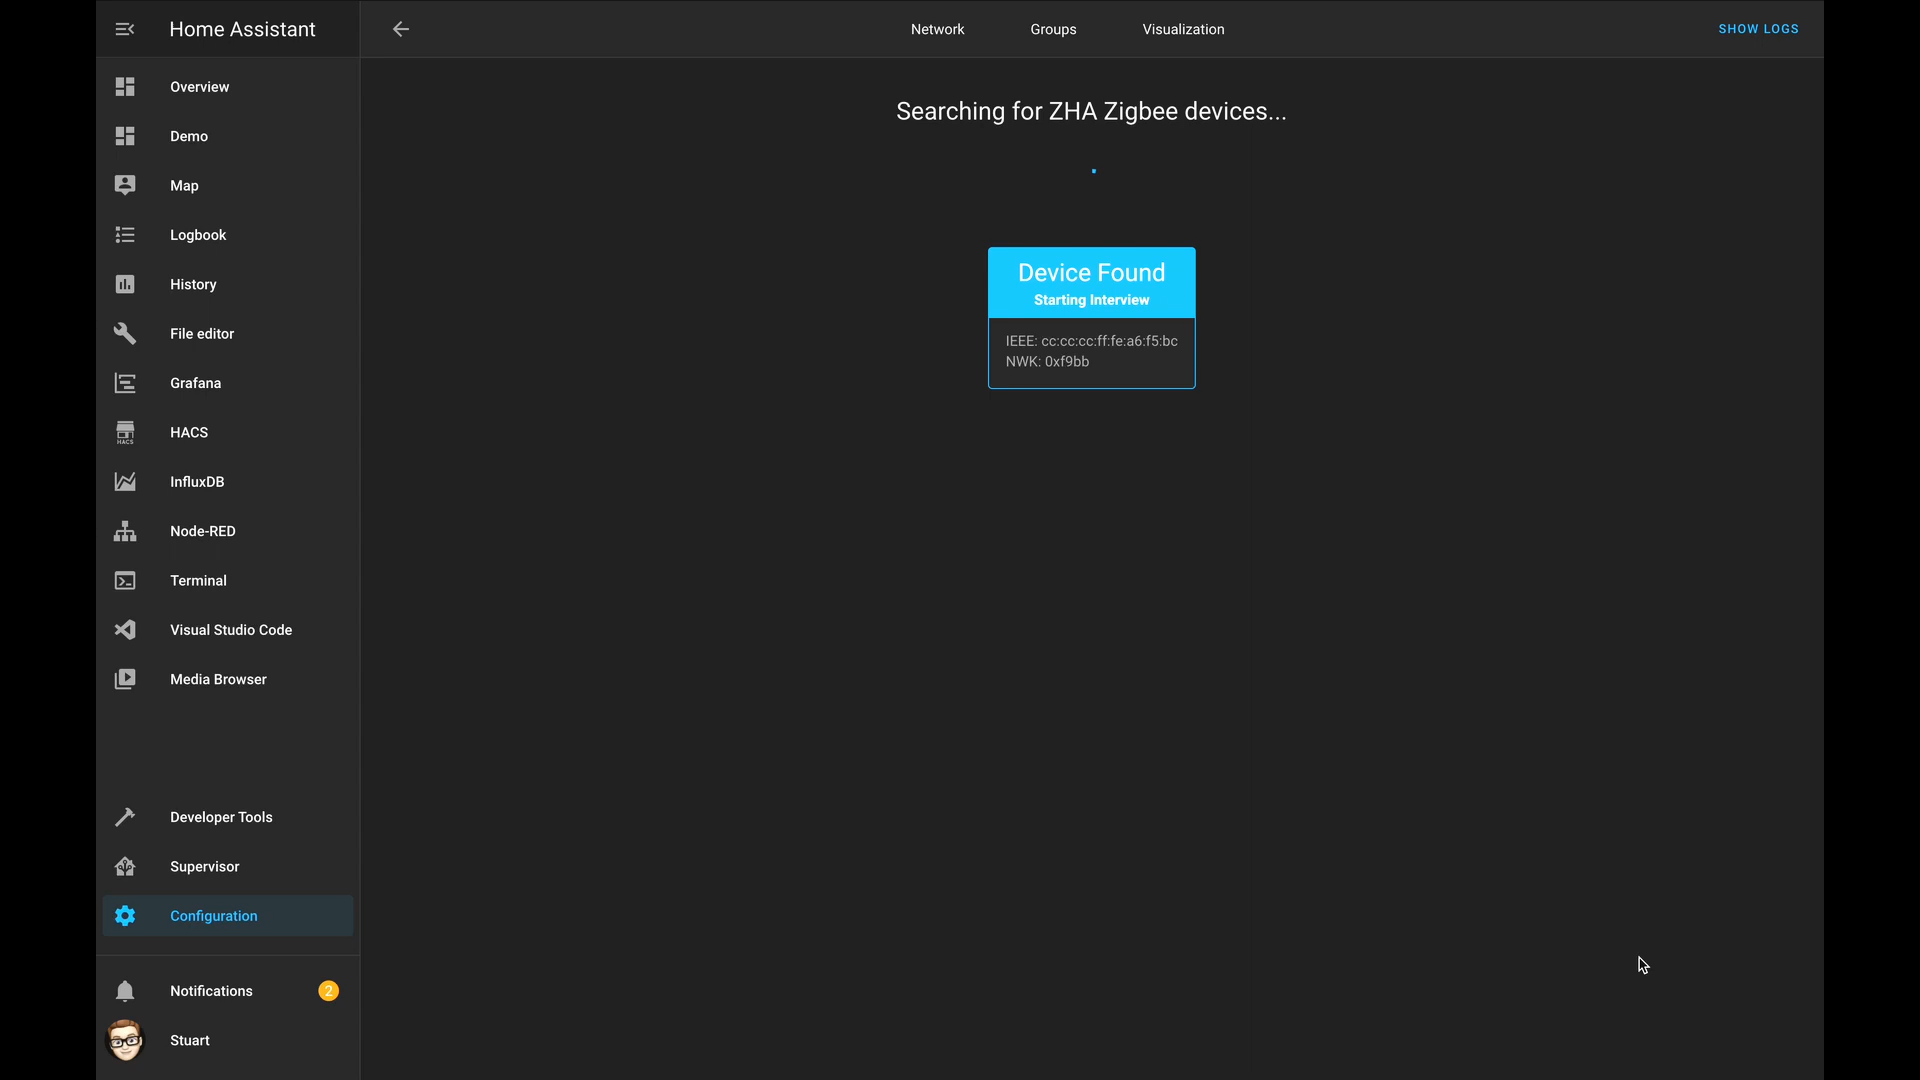 Home Assistant
Network Groups Visualization SHOW LOGS
Overview
Demo
Map
Logbook
History
File editor
Grafana
HACS
HACS
InfluxDB
Node-RED
Terminal
Visual Studio Code
Media Browser
Developer Tools
Supervisor
Configuration
Notifications 2
Stuart
Searching for ZHA Zigbee devices...
Device Found
Starting Interview
IEEE: cc:cc:cc:ff:fe:a6:f5:bc
NWK: 0xf9bb